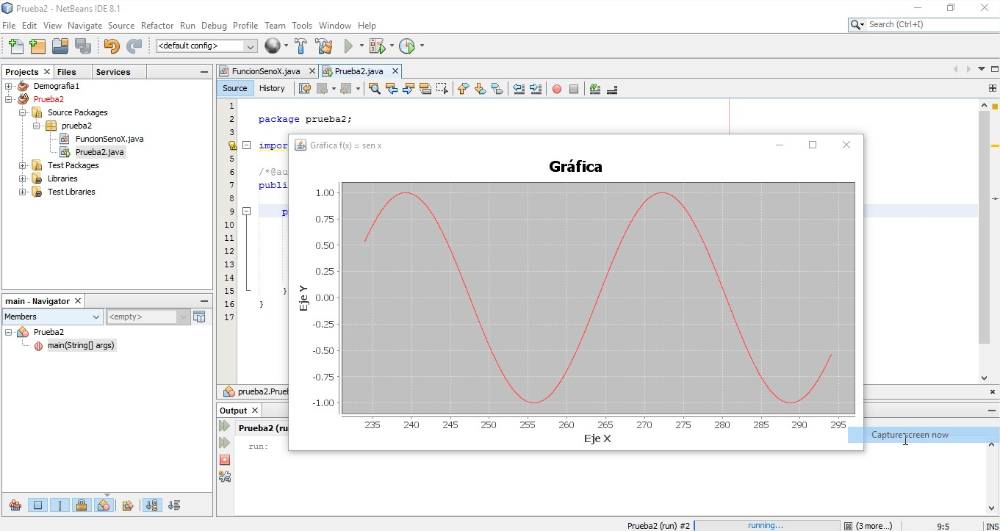 Prueba2 - NetBeans IDE 8.1
File Edit View Navigate Source Refactor Run Debug Profile Team Tools Window Help
Search (Ctrl+I)
<default config>
Projects
Files
Services
Demografia1
Prueba2
Source Packages
prueba2
FuncionSenoX.java
Prueba2.java
Test Packages
Libraries
Test Libraries
FuncionSenoX.java
Prueba2.java
Source
History
1
2 package prueba2;
3
impor
5
6 /*@au
7 publi
8
9 p
10
11
12
13
14
15 }
16 }
17
Gráfica f(x) = sen x
Gráfica
1.00
0.75
0.50
0.25
0.00
-0.25
-0.50
-0.75
-1.00
Eje Y
235 240 245 250 255 260 265 270 275 280 285 290 295
Eje X
main - Navigator
Members
<empty>
Prueba2
main(String[] args)
prueba2.Prueb
Output
Prueba2 (ru
run:
Capture screen now
Prueba2 (run) #2
running...
(3 more...)
9:5
INS